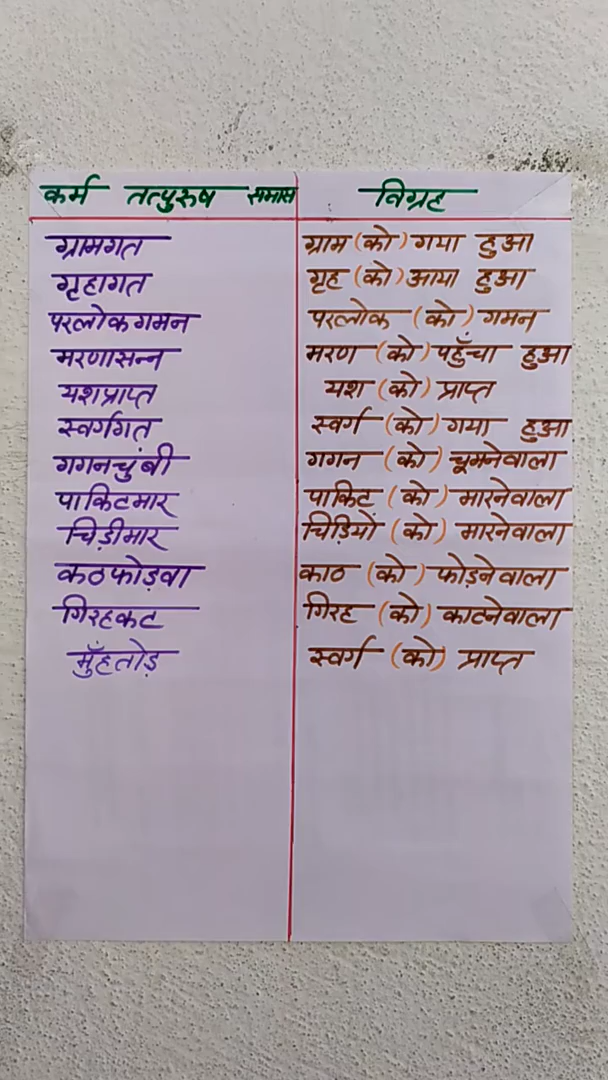 कर्म तत्पुरुष समास विग्रह
ग्रामगत ग्राम (को) गया हुआ
गृहागत गृह (को) आया हुआ
परलोकगमन परलोक (को) गमन
मरणासन्न मरण (को) पहुँचा हुआ
यशप्राप्त यश (को) प्राप्त
स्वर्गगत स्वर्ग (को) गया हुआ
गगनचुंबी गगन (को) चूमनेवाला
पाकिटमार पाकिट (को) मारनेवाला
चिड़ीमार चिड़ियो (को) मारनेवाला
कठफोड़वा काठ (को) फोड़नेवाला
गिरहकट गिरह (को) काटनेवाला
मुँहतोड़ स्वर्ग (को) प्राप्त